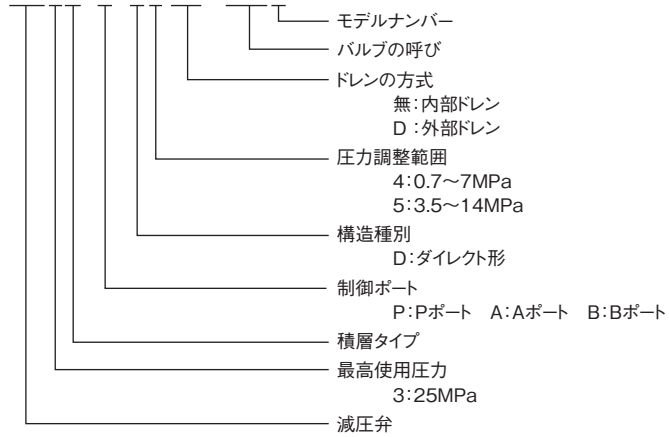 モデルナンバー
バルブの呼び
ドレンの方式
無:内部ドレン
D:外部ドレン
圧力調整範囲
4:0.7〜7MPa
5:3.5〜14MPa
構造種別
D:ダイレクト形
制御ポート
P:Pポート A:Aポート B:Bポート
積層タイプ
最高使用圧力
3:25MPa
減圧弁